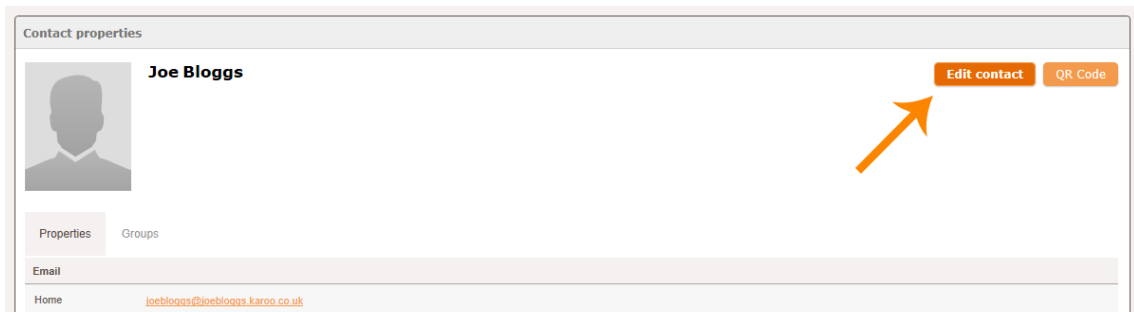 Contact properties
Joe Bloggs
Edit contact QR Code
Properties Groups
Email
Home joebloggs@joebloggs.karoo.co.uk